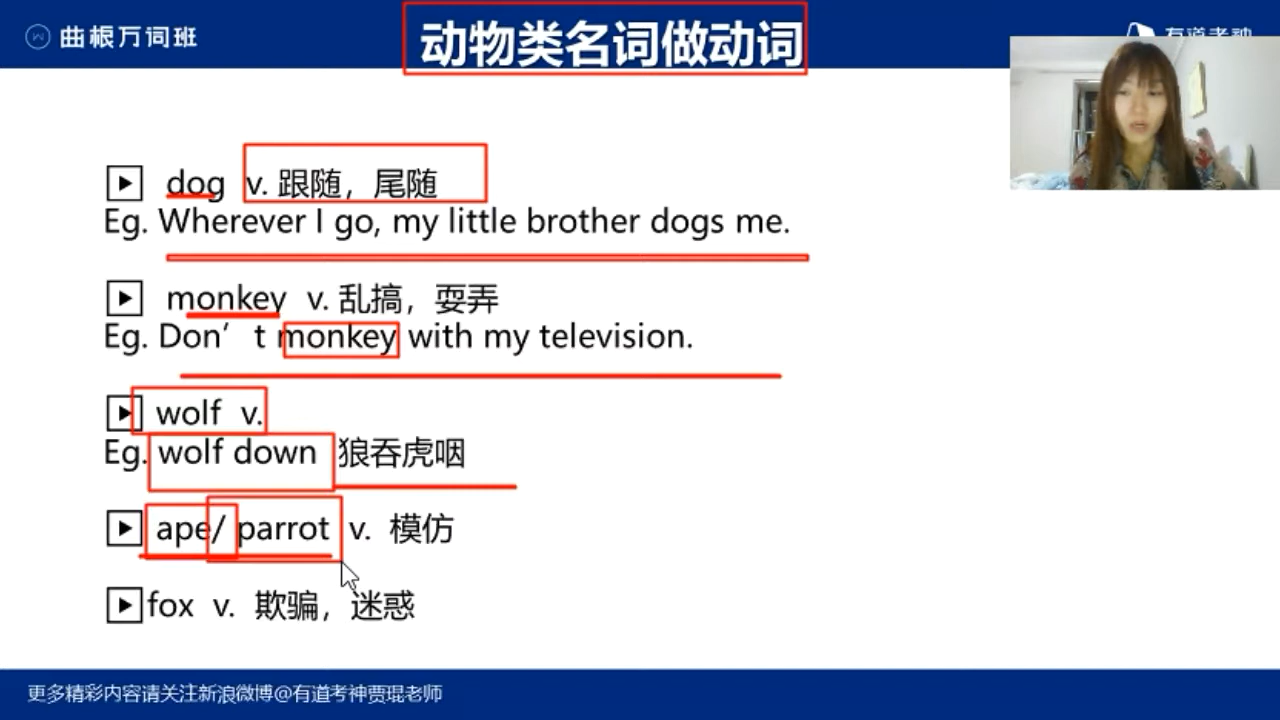 曲根万词班
动物类名词做动词
有道考神
dog v. 跟随，尾随
Eg. Wherever I go, my little brother dogs me.
monkey v. 乱搞，耍弄
Eg. Don’t monkey with my television.
wolf v.
Eg. wolf down 狼吞虎咽
ape/ parrot v. 模仿
fox v. 欺骗，迷惑
更多精彩内容请关注新浪微博@有道考神贾琨老师